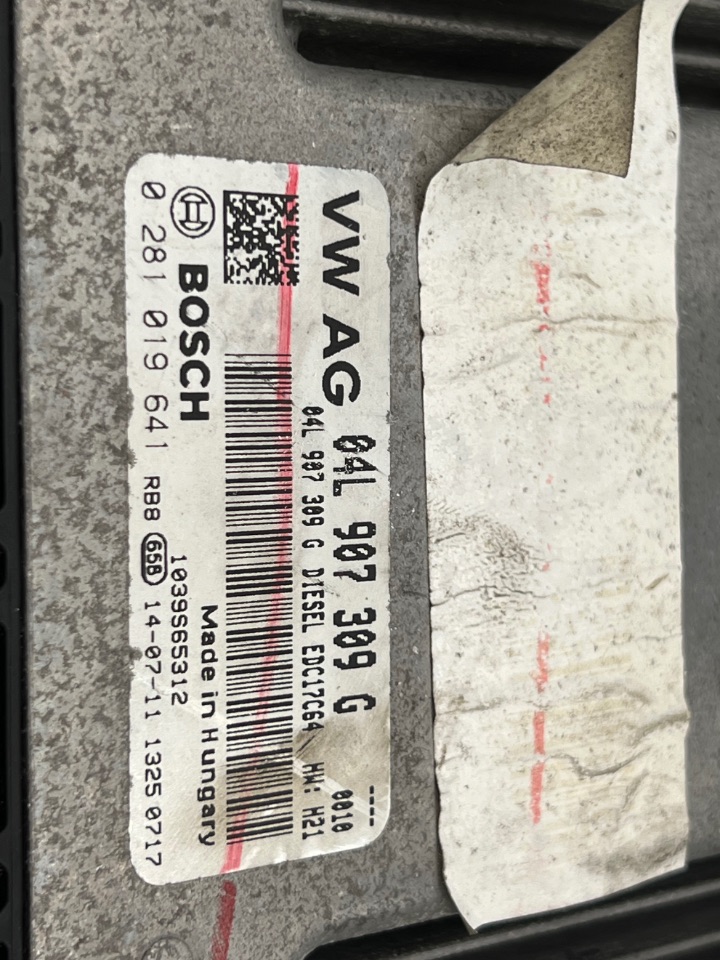 VW AG 04L 907 309 G ----
04L 907 309 G DIESEL EDC17C64 HW: H21 0010
BOSCH
Made in Hungary
1039S65312
0 281 019 641 RB8 65B 14-07-11 1325 0717